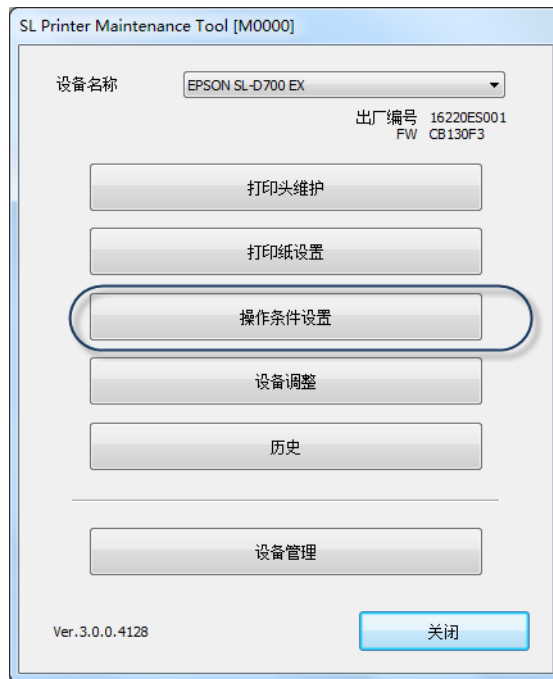 SL Printer Maintenance Tool [M0000]
设备名称 EPSON SL-D700 EX
出厂编号 16220ES001
FW CB130F3
打印头维护
打印纸设置
操作条件设置
设备调整
历史
设备管理
Ver.3.0.0.4128 关闭